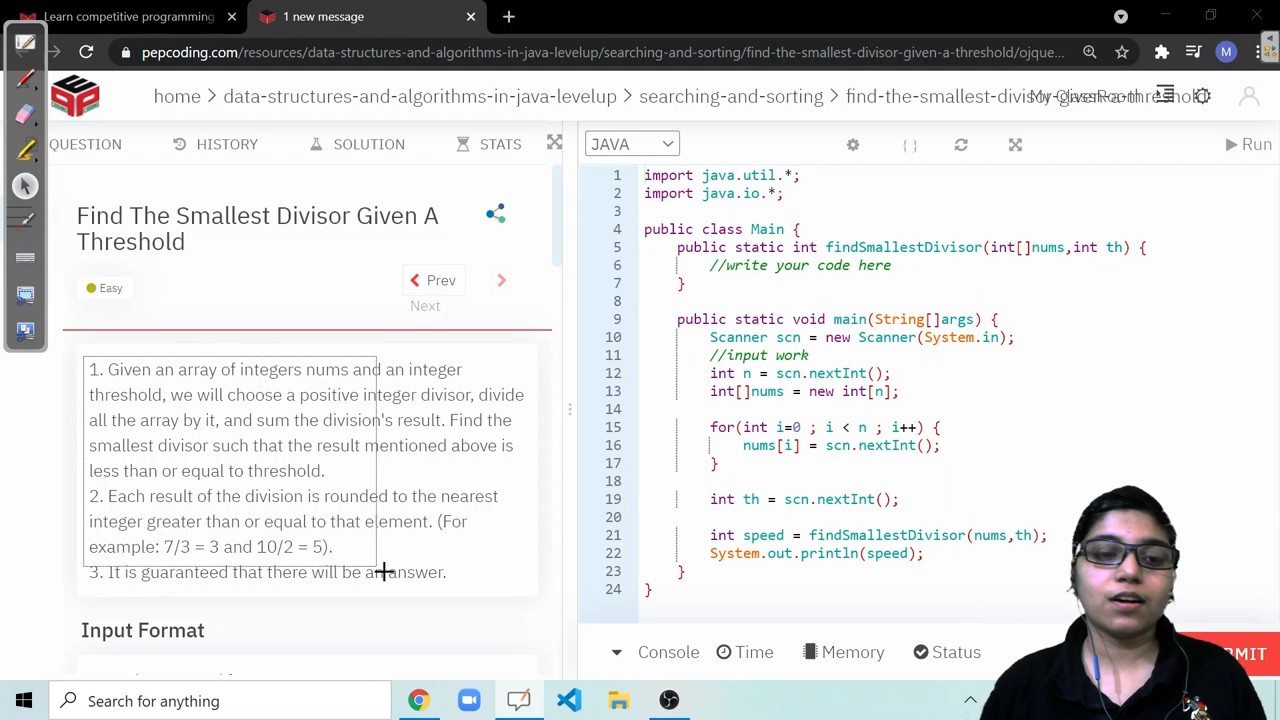 Learn competitive programming
1 new message
pepcoding.com/resources/data-structures-and-algorithms-in-java-levelup/searching-and-sorting/find-the-smallest-divisor-given-a-threshold/ojque...
M
PEP
home > data-structures-and-algorithms-in-java-levelup > searching-and-sorting > find-the-smallest-divisor-given-a-threshold
My ClassRoom
QUESTION
HISTORY
SOLUTION
STATS
JAVA
Run
Find The Smallest Divisor Given A
Threshold
Easy
Prev
Next
1. Given an array of integers nums and an integer
threshold, we will choose a positive integer divisor, divide
all the array by it, and sum the division's result. Find the
smallest divisor such that the result mentioned above is
less than or equal to threshold.
2. Each result of the division is rounded to the nearest
integer greater than or equal to that element. (For
example: 7/3 = 3 and 10/2 = 5).
3. It is guaranteed that there will be an answer.
Input Format
1 import java.util.*;
2 import java.io.*;
3
4 public class Main {
5 public static int findSmallestDivisor(int[]nums,int th) {
6 //write your code here
7 }
8
9 public static void main(String[]args) {
10 Scanner scn = new Scanner(System.in);
11 //input work
12 int n = scn.nextInt();
13 int[]nums = new int[n];
14
15 for(int i=0 ; i < n ; i++) {
16 nums[i] = scn.nextInt();
17 }
18
19 int th = scn.nextInt();
20
21 int speed = findSmallestDivisor(nums,th);
22 System.out.println(speed);
23 }
24 }
Console
Time
Memory
Status
Search for anything